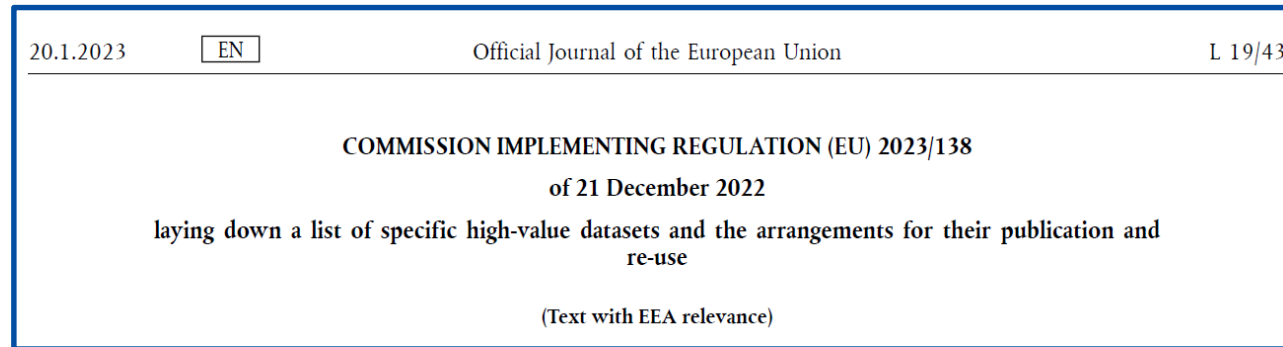 20.1.2023 EN Official Journal of the European Union L 19/43
COMMISSION IMPLEMENTING REGULATION (EU) 2023/138
of 21 December 2022
laying down a list of specific high-value datasets and the arrangements for their publication and
re-use
(Text with EEA relevance)